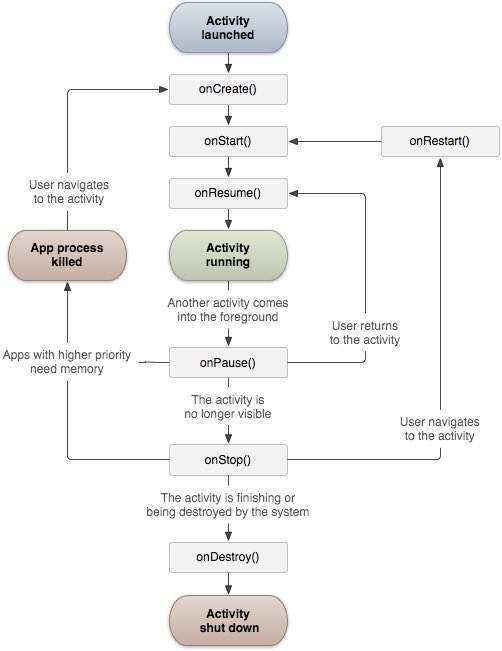 Activity
launched
onCreate()
onStart()
onRestart()
onResume()
User navigates
to the activity
App process
killed
Activity
running
Another activity comes
into the foreground
User returns
to the activity
Apps with higher priority
need memory
onPause()
The activity is
no longer visible
User navigates
to the activity
onStop()
The activity is finishing or
being destroyed by the system
onDestroy()
Activity
shut down